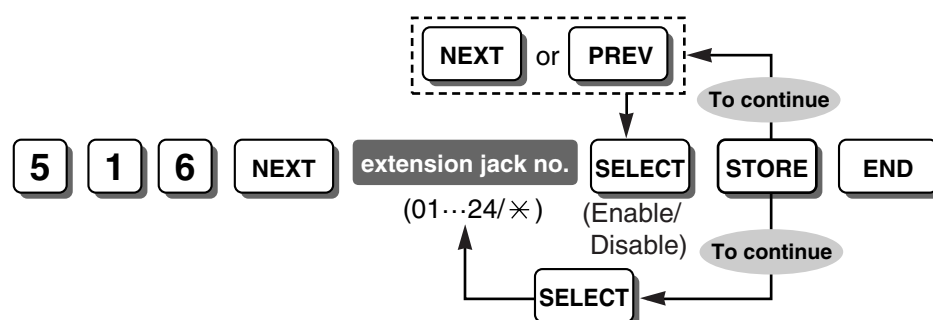 NEXT or PREV
To continue
5 1 6 NEXT extension jack no. SELECT STORE END
(01···24/✳)
(Enable/
Disable)
To continue
SELECT